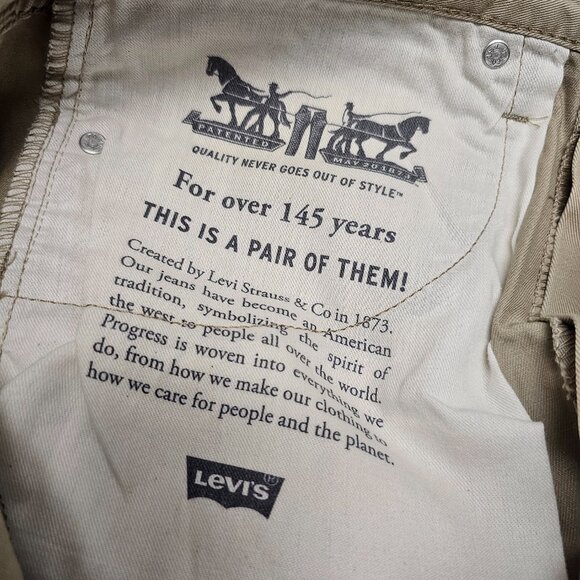 PATENTED MAY 20 1873
QUALITY NEVER GOES OUT OF STYLE™
For over 145 years
THIS IS A PAIR OF THEM!
Created by Levi Strauss & Co in 1873.
Our jeans have become an American
tradition, symbolizing the spirit of
the west to people all over the world.
Progress is woven into everything we
do, from how we make our clothing to
how we care for people and the planet.
LEVI'S®